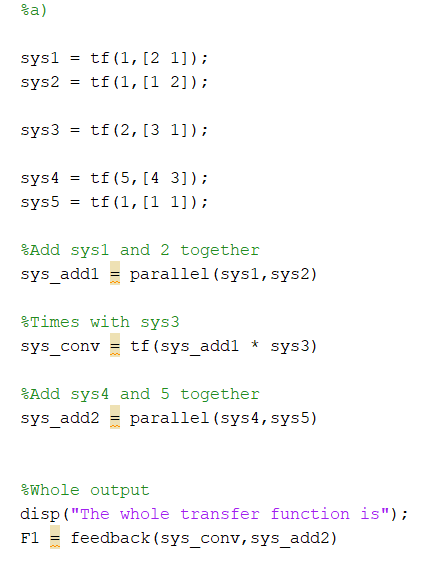 %a)
sys1 = tf(1,[2 1]);
sys2 = tf(1,[1 2]);
sys3 = tf(2,[3 1]);
sys4 = tf(5,[4 3]);
sys5 = tf(1,[1 1]);
%Add sys1 and 2 together
sys_add1 = parallel(sys1,sys2)
%Times with sys3
sys_conv = tf(sys_add1 * sys3)
%Add sys4 and 5 together
sys_add2 = parallel(sys4,sys5)
%Whole output
disp("The whole transfer function is");
F1 = feedback(sys_conv,sys_add2)